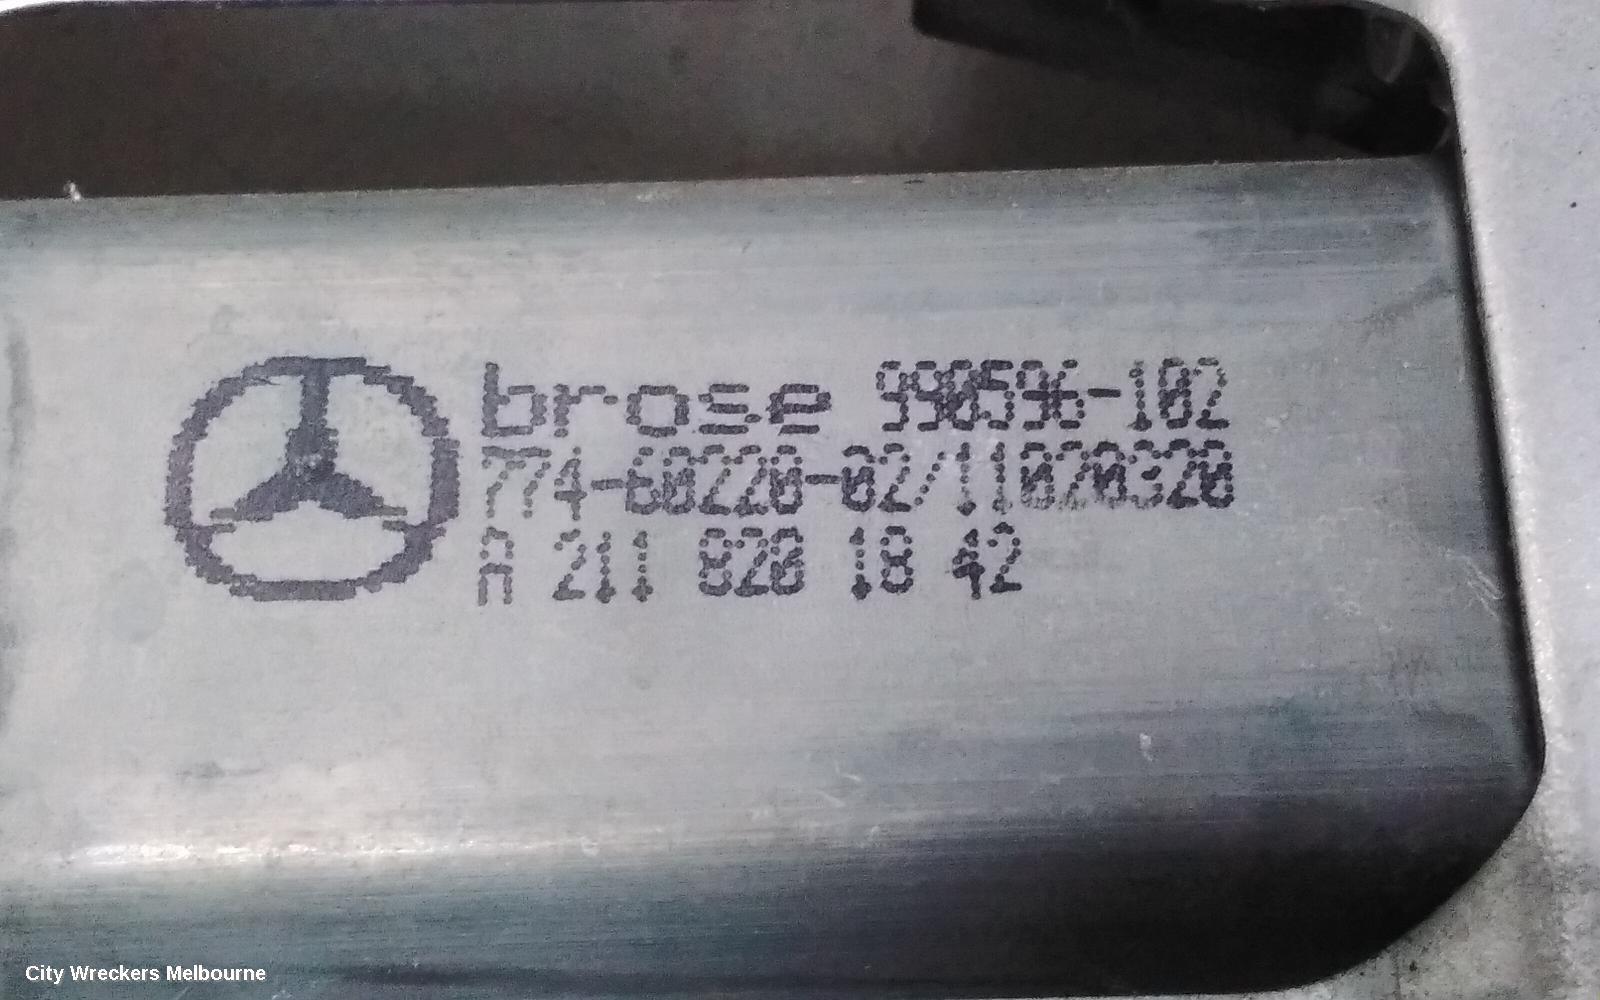 brose 990596-102
774-60220-02/11020320
A 211 820 18 42
City Wreckers Melbourne